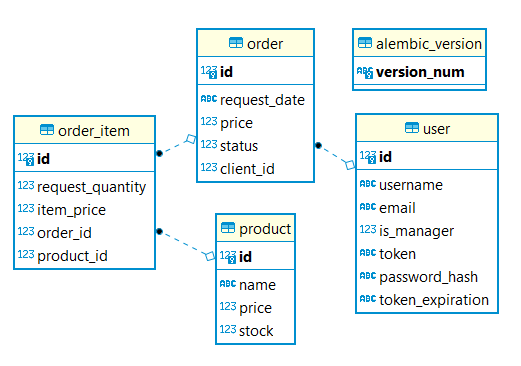 order
123 id
ABC request_date
123 price
123 status
123 client_id
alembic_version
ABC version_num
order_item
123 id
123 request_quantity
123 item_price
123 order_id
123 product_id
user
123 id
ABC username
ABC email
123 is_manager
ABC token
ABC password_hash
ABC token_expiration
product
123 id
ABC name
123 price
123 stock